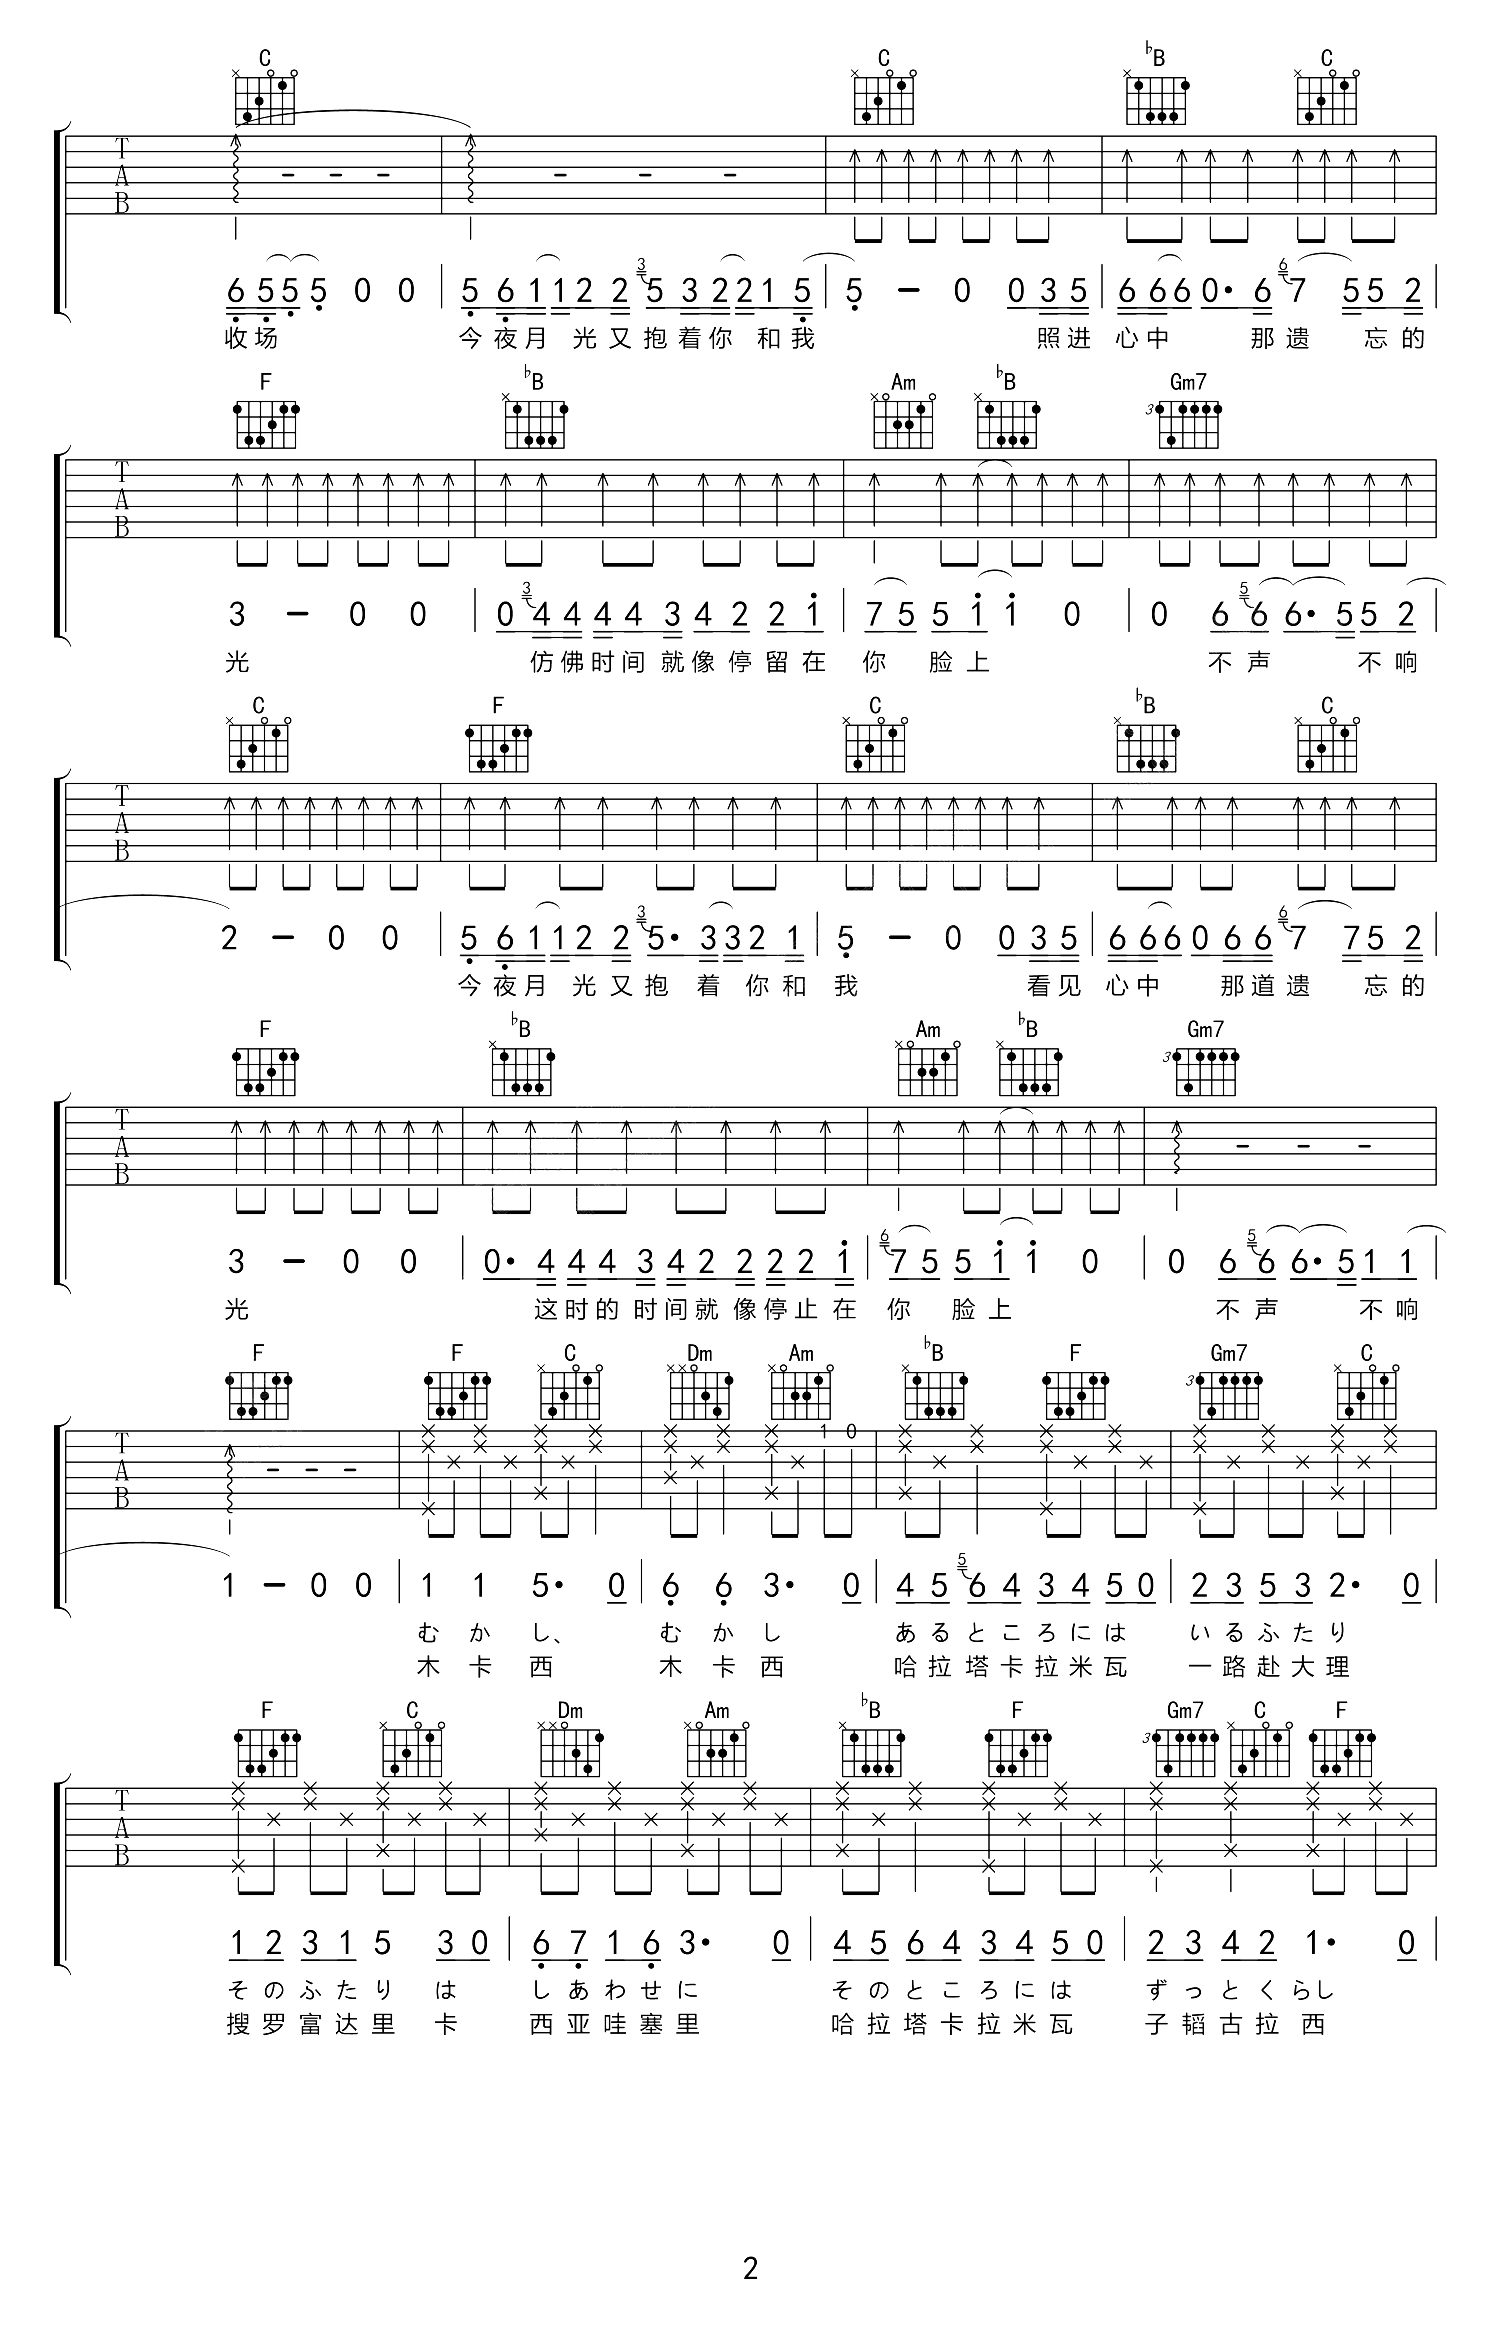 C C ♭B C
T A B
6 5 5 5 0 0 5 6 1 1 2 2 3 5 3 2 2 1 5 5 – 0 0 3 5 6 6 6 0· 6 6 7 5 5 2
收场 今夜月 光又抱着你 和我 照进 心中 那遗 忘的
F ♭B Am ♭B Gm7
3
T A B
3 – 0 0 0 3 4 4 4 4 3 4 2 2 1 7 5 5 1 1 0 0 6 5 6 6· 5 5 2
光 仿佛时间就像停留在 你 脸上 不声 不响
C F C ♭B C
T A B
2 – 0 0 5 6 1 1 2 2 3 5· 3 3 2 1 5 – 0 0 3 5 6 6 6 0 6 6 6 7 7 5 2
今夜月 光又抱 着 你和 我 看见 心中 那道遗 忘的
F ♭B Am ♭B Gm7
3
T A B
3 – 0 0 0· 4 4 4 3 4 2 2 2 2 1 6 7 5 5 1 1 0 0 6 5 6 6· 5 1 1
光 这时的时间就像停止在 你 脸上 不声 不响
F F C Dm Am ♭B F Gm7 C
3
1 0
T A B
1 – 0 0 1 1 5· 0 6 6 3· 0 4 5 5 6 4 3 4 5 0 2 3 5 3 2· 0
む か し、 む か し あるところには いるふたり
木 卡 西 木 卡 西 哈拉塔卡拉米瓦 一路赴大理
F C Dm Am ♭B F Gm7 C F
3
T A B
1 2 3 1 5 3 0 6 7 1 6 3· 0 4 5 6 4 3 4 5 0 2 3 4 2 1· 0
そのふたり は しあわせに そのところには ずっとくらし
搜罗富达里 卡 西亚哇塞里 哈拉塔卡拉米瓦 子韬古拉西
2